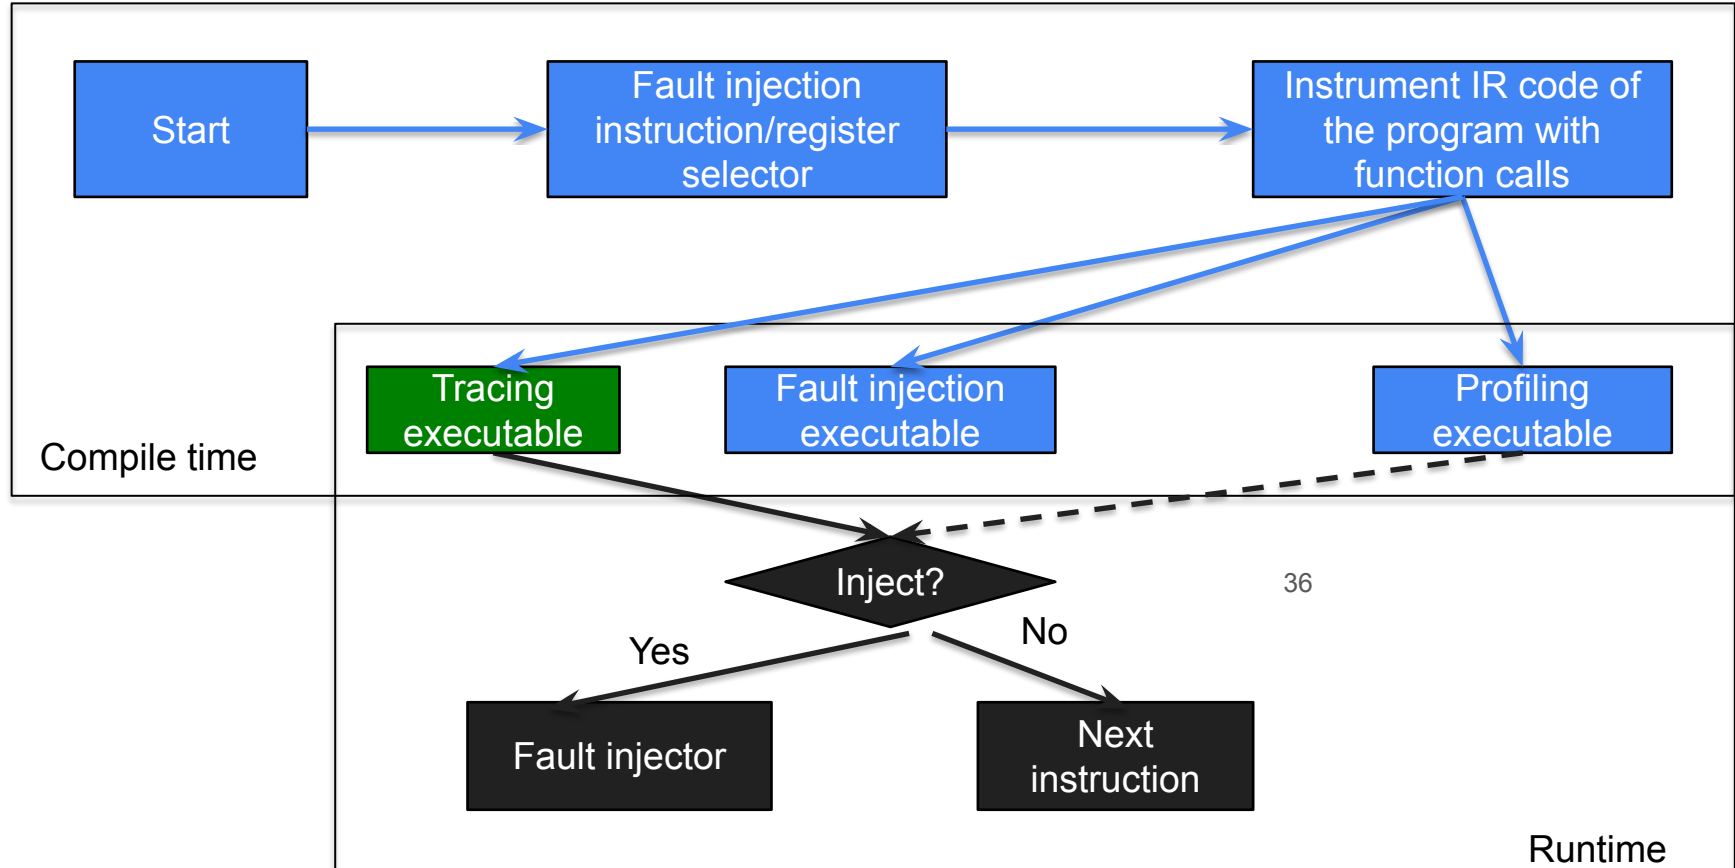 Start
Fault injection
instruction/register
selector
Instrument IR code of
the program with
function calls
Tracing
executable
Fault injection
executable
Profiling
executable
Compile time
Inject?
36
Yes
No
Fault injector
Next
instruction
Runtime